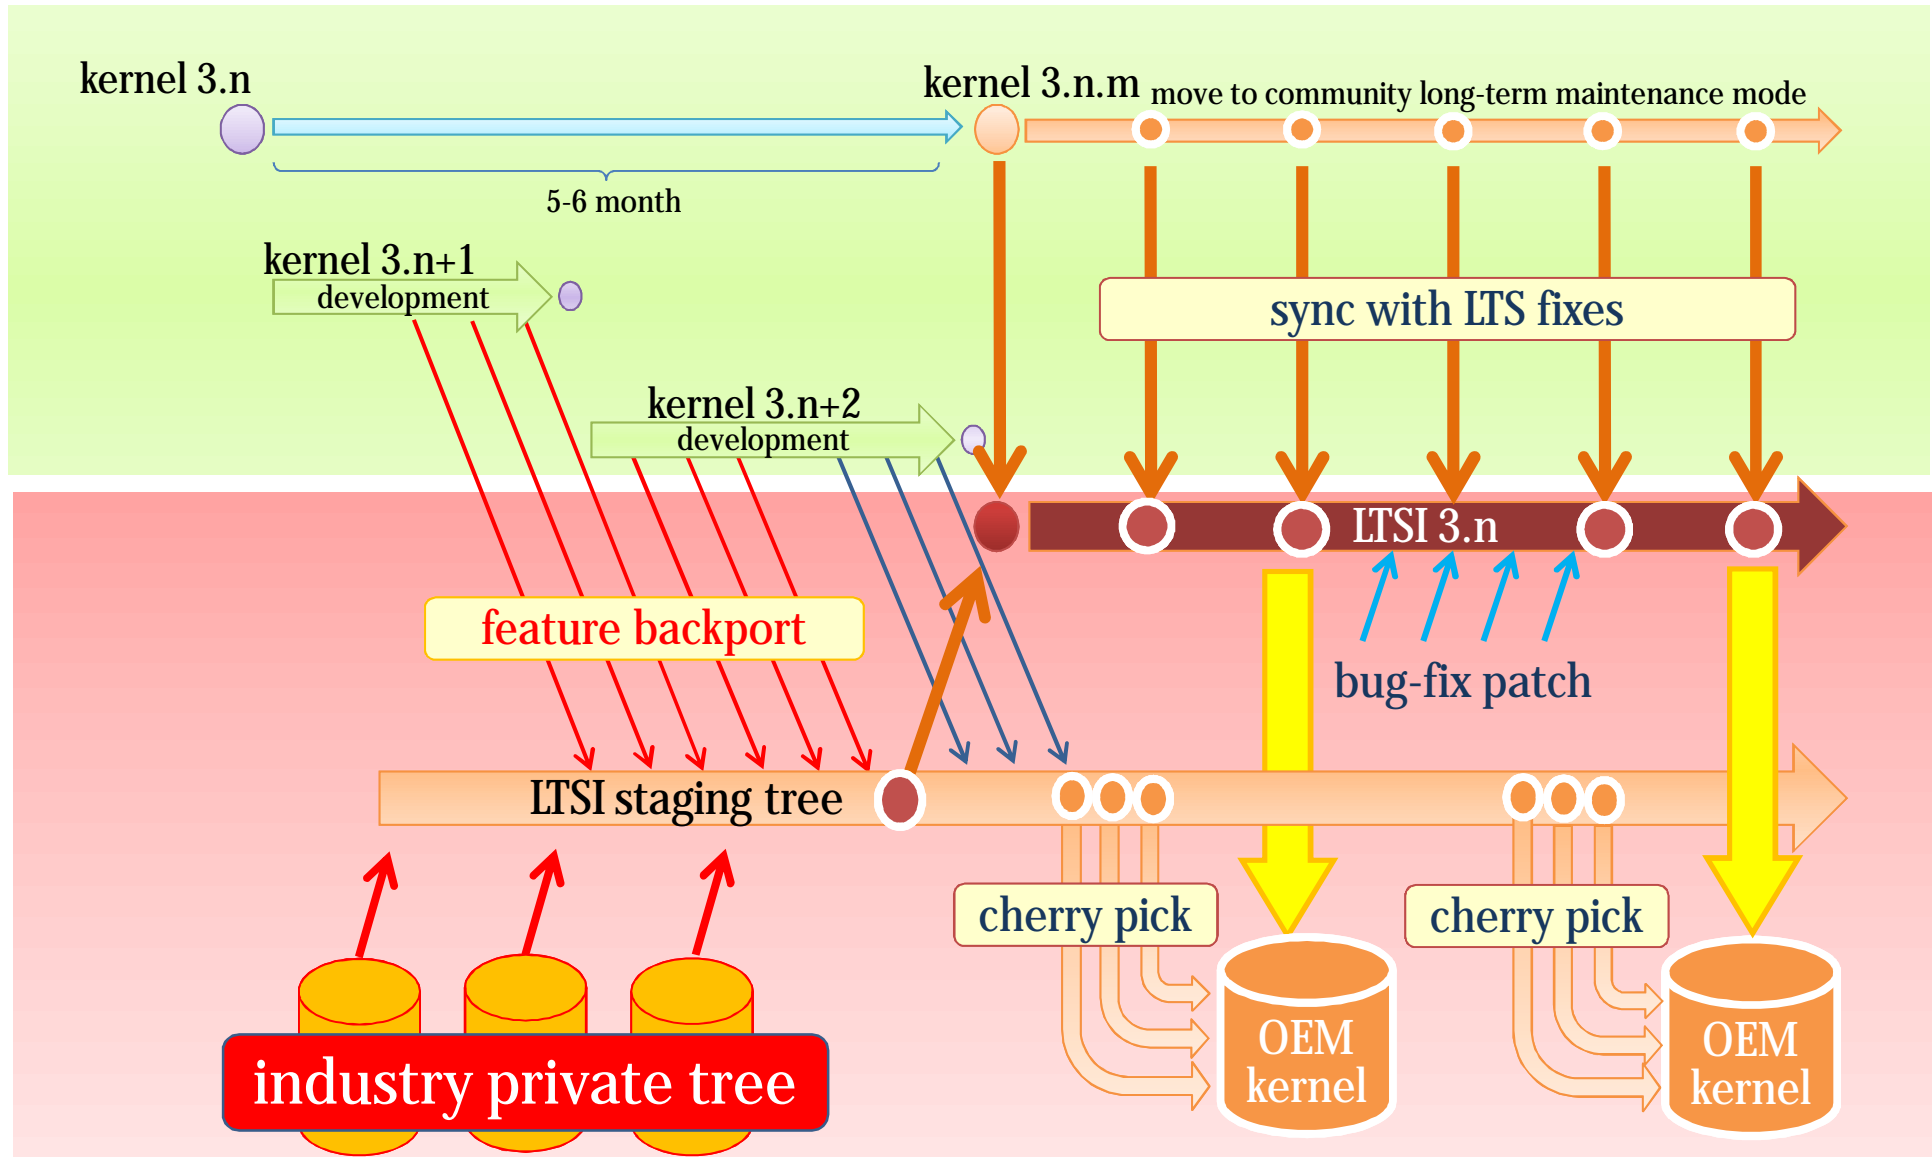 kernel 3.n
kernel 3.n.m move to community long-term maintenance mode
5-6 month
kernel 3.n+1
development
sync with LTS fixes
kernel 3.n+2
development
LTSI 3.n
feature backport
bug-fix patch
LTSI staging tree
cherry pick
cherry pick
industry private tree
OEM
kernel
OEM
kernel